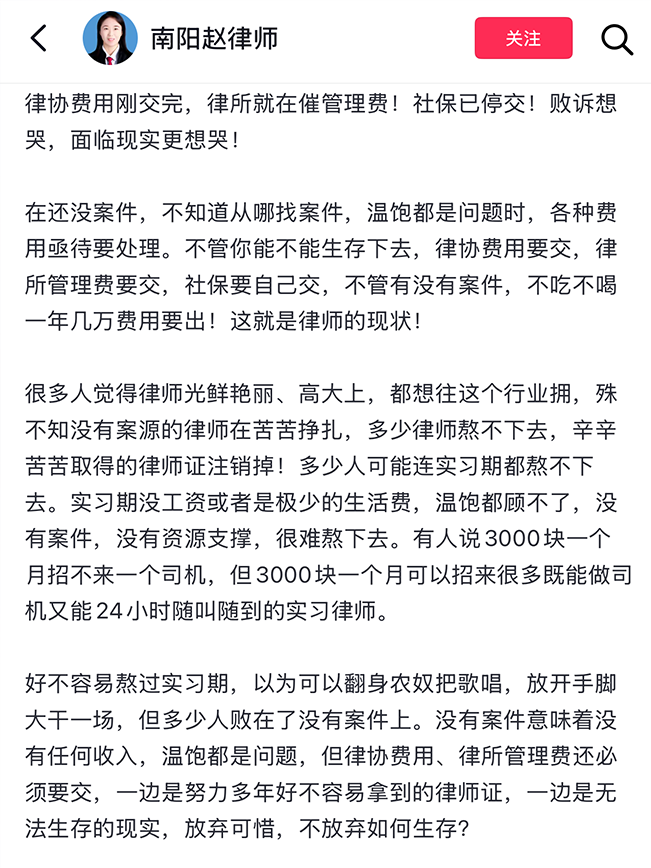 南阳赵律师
关注
律协费用刚交完，律所就在催管理费！社保已停交！败诉想
哭，面临现实更想哭！
在还没案件，不知道从哪找案件，温饱都是问题时，各种费
用亟待要处理。不管你能不能生存下去，律协费用要交，律
所管理费要交，社保要自己交，不管有没有案件，不吃不喝
一年几万费用要出！这就是律师的现状！
很多人觉得律师光鲜艳丽、高大上，都想往这个行业拥，殊
不知没有案源的律师在苦苦挣扎，多少律师熬不下去，辛辛
苦苦取得的律师证注销掉！多少人可能连实习期都熬不下
去。实习期没工资或者是极少的生活费，温饱都顾不了，没
有案件，没有资源支撑，很难熬下去。有人说3000块一个
月招不来一个司机，但3000块一个月可以招来很多既能做司
机又能24小时随叫随到的实习律师。
好不容易熬过实习期，以为可以翻身农奴把歌唱，放开手脚
大干一场，但多少人败在了没有案件上。没有案件意味着没
有任何收入，温饱都是问题，但律协费用、律所管理费还必
须要交，一边是努力多年好不容易拿到的律师证，一边是无
法生存的现实，放弃可惜，不放弃如何生存？